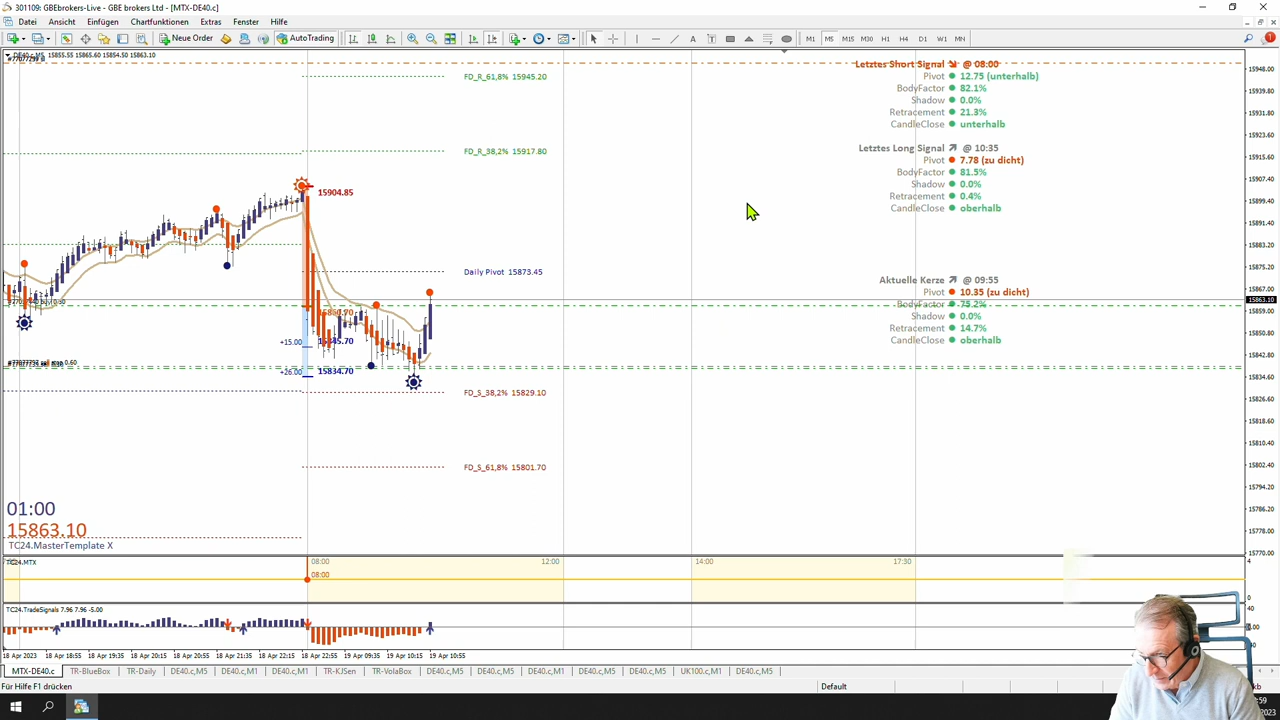 301109: GBEbrokers-Live - GBE brokers Ltd - [MTX-DE40.c]
Datei Ansicht Einfügen Chartfunktionen Extras Fenster Hilfe
Neue Order AutoTrading M1 M5 M15 M30 H1 H4 D1 W1 MN
DE40.c,M5 15855.55 15865.60 15854.50 15863.10
FD_R_61,8% 15945.20
FD_R_38,2% 15917.80
15904.85
Daily Pivot 15873.45
+15.00
15845.70
+26.00 15834.70
FD_S_38,2% 15829.10
FD_S_61,8% 15801.70
Letztes Short Signal @ 08:00
Pivot 12.75 (unterhalb)
BodyFactor 82.1%
Shadow 0.0%
Retracement 21.3%
CandleClose unterhalb
Letztes Long Signal @ 10:35
Pivot 7.78 (zu dicht)
BodyFactor 81.5%
Shadow 0.0%
Retracement 0.4%
CandleClose oberhalb
Aktuelle Kerze @ 09:55
Pivot 10.35 (zu dicht)
BodyFactor 75.2%
Shadow 0.0%
Retracement 14.7%
CandleClose oberhalb
15948.00
15939.80
15931.80
15923.60
15915.60
15907.40
15899.40
15891.40
15883.20
15875.20
15867.00
15863.10
15859.00
15850.80
15842.80
15834.60
15826.60
15818.60
15810.40
15802.40
15794.20
15786.20
15778.00
15770.00
01:00
15863.10
TC24.MasterTemplate X
TC24.MTX
08:00 12:00 14:00 17:30
08:00
4
0
TC24.TradeSignals 7.96 7.96 -5.00
40
18 Apr 2023 18 Apr 18:55 18 Apr 19:35 18 Apr 20:15 18 Apr 20:55 18 Apr 21:35 18 Apr 22:15 18 Apr 22:55 19 Apr 09:35 19 Apr 10:15 19 Apr 10:55
MTX-DE40.c TR-BlueBox TR-Daily DE40.c,M5 DE40.c,M1 DE40.c,M1 TR-KJSen TR-VolaBox DE40.c,M5 DE40.c,M5 DE40.c,M1 DE40.c,M5 DE40.c,M5 UK100.c,M1 DE40.c,M5
Für Hilfe F1 drücken Default kb
:59
2023